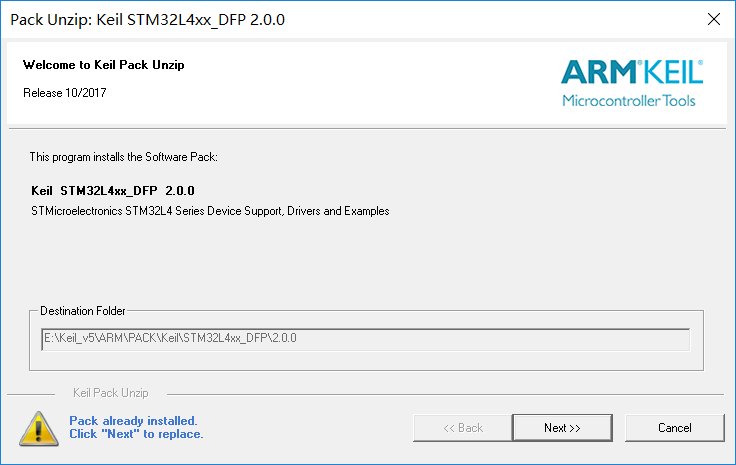 Pack Unzip: Keil STM32L4xx_DFP 2.0.0
Welcome to Keil Pack Unzip
Release 10/2017
ARM KEIL
Microcontroller Tools
This program installs the Software Pack:
Keil STM32L4xx_DFP 2.0.0
STMicroelectronics STM32L4 Series Device Support, Drivers and Examples
Destination Folder
E:\Keil_v5\ARM\PACK\Keil\STM32L4xx_DFP\2.0.0
Keil Pack Unzip
Pack already installed.
Click "Next" to replace.
<< Back
Next >>
Cancel